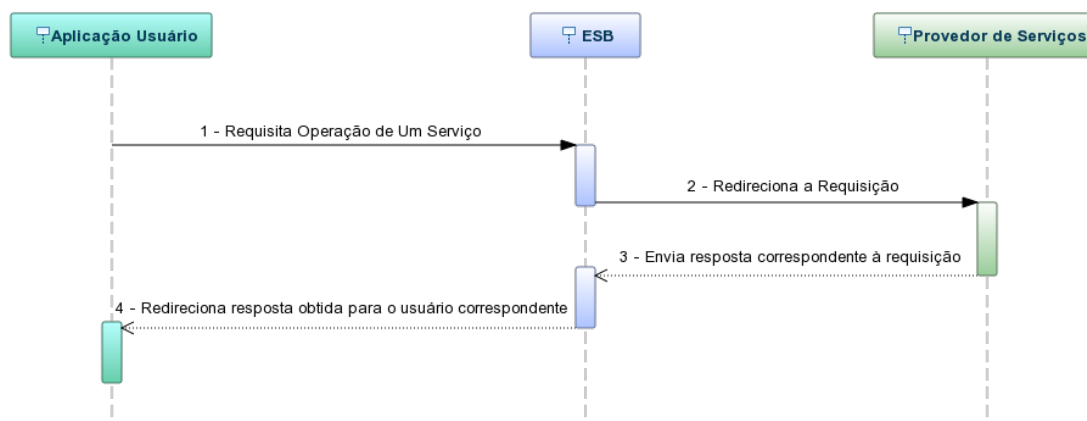 Aplicação Usuário
ESB
Provedor de Serviços
1 - Requisita Operação de Um Serviço
2 - Redireciona a Requisição
3 - Envia resposta correspondente à requisição
4 - Redireciona resposta obtida para o usuário correspondente